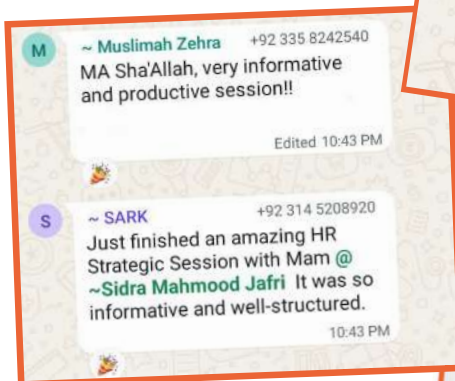 M
~ Muslimah Zehra +92 335 8242540
MA Sha'Allah, very informative
and productive session!!
Edited 10:43 PM
S
~ SARK +92 314 5208920
Just finished an amazing HR
Strategic Session with Mam @
~Sidra Mahmood Jafri It was so
informative and well-structured.
10:43 PM